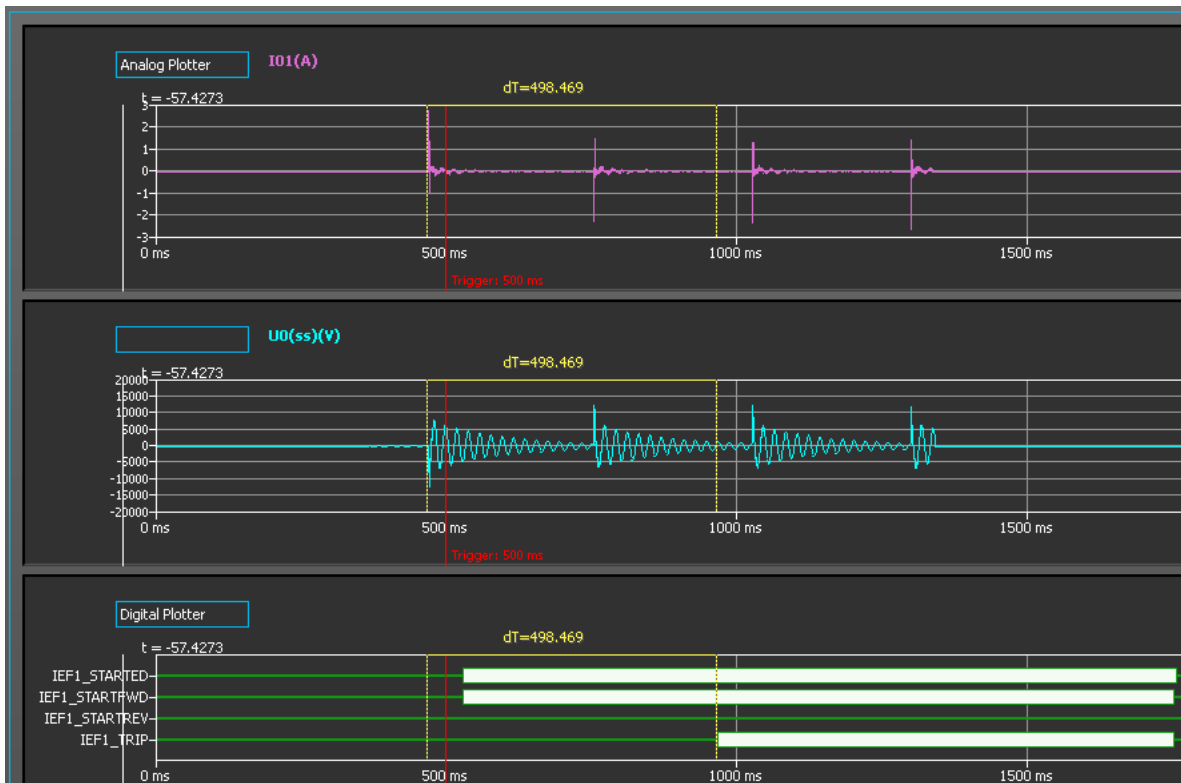 Analog Plotter
I01(A)
dT=498.469
t = -57.4273
3
2
1
0
-1
-2
-3
0 ms
500 ms
1000 ms
1500 ms
Trigger: 500 ms
U0(ss)(V)
dT=498.469
t = -57.4273
20000
15000
10000
5000
0
-5000
-10000
-15000
-20000
0 ms
500 ms
1000 ms
1500 ms
Trigger: 500 ms
Digital Plotter
dT=498.469
t = -57.4273
IEF1_STARTED
IEF1_STARTFWD
IEF1_STARTREV
IEF1_TRIP
0 ms
500 ms
1000 ms
1500 ms